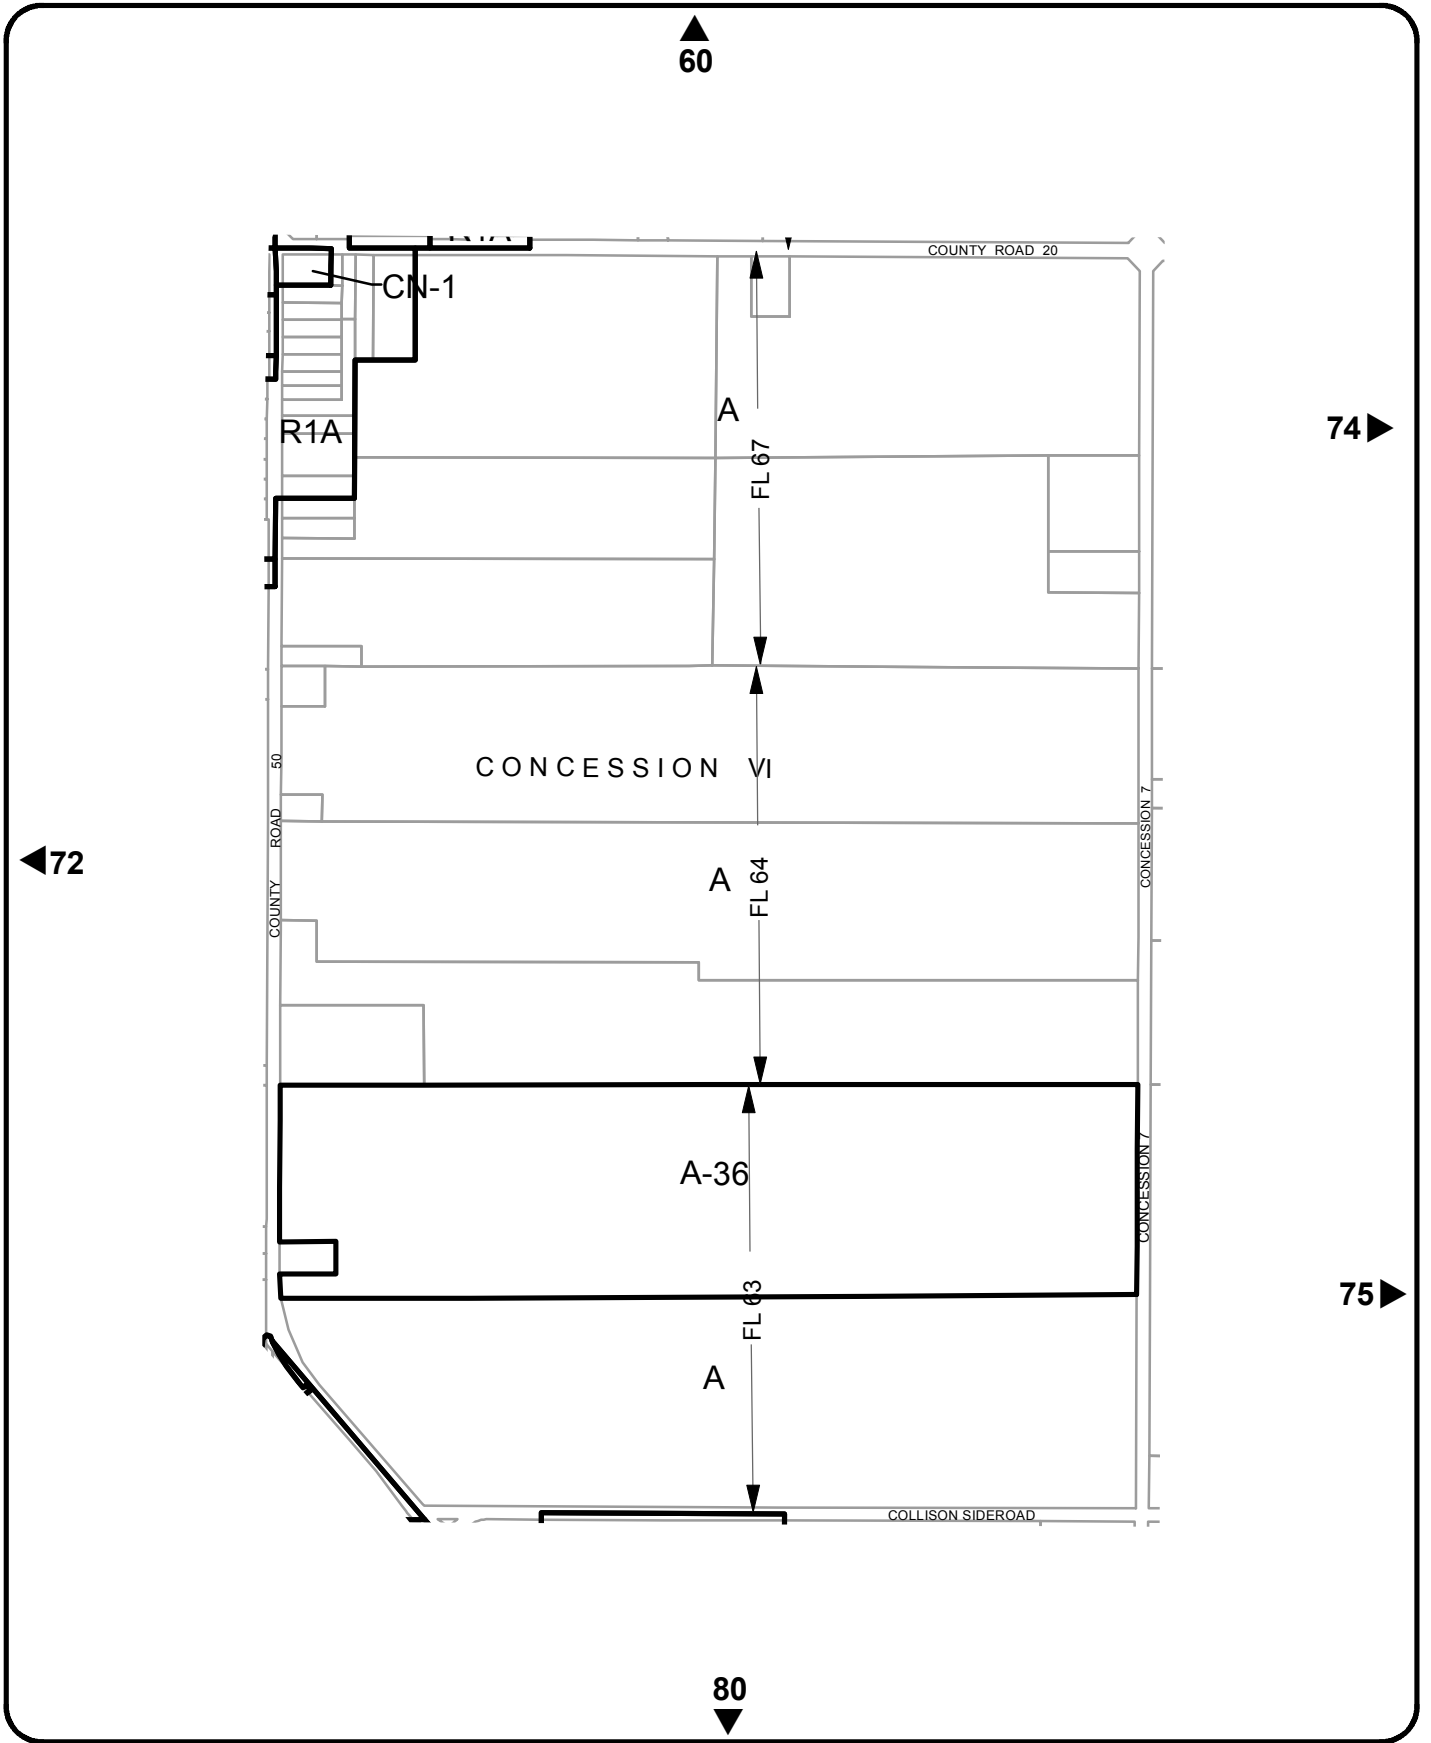 60
R1A
COUNTY ROAD 20
CN-1
A
74
R1A
FL 67
CONCESSION VI
COUNTY ROAD 50
CONCESSION 7
72
A
FL 64
A-36
CONCESSION 7
FL 63
75
A
COLLISON SIDEROAD
80